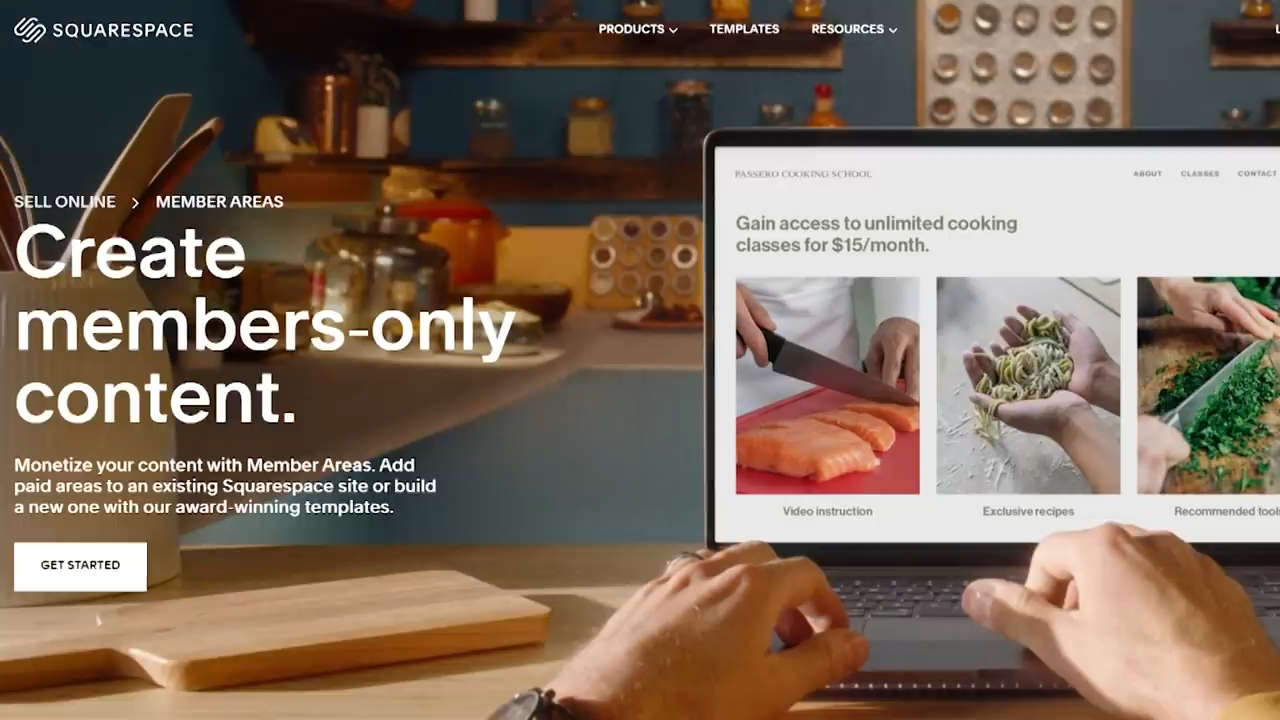 SQUARESPACE
PRODUCTS
TEMPLATES
RESOURCES
SELL ONLINE > MEMBER AREAS
Create
members-only
content.
Monetize your content with Member Areas. Add
paid areas to an existing Squarespace site or build
a new one with our award-winning templates.
GET STARTED
PASSERO COOKING SCHOOL
ABOUT
CLASSES
CONTACT
Gain access to unlimited cooking
classes for $15/month.
Video instruction
Exclusive recipes
Recommended tools